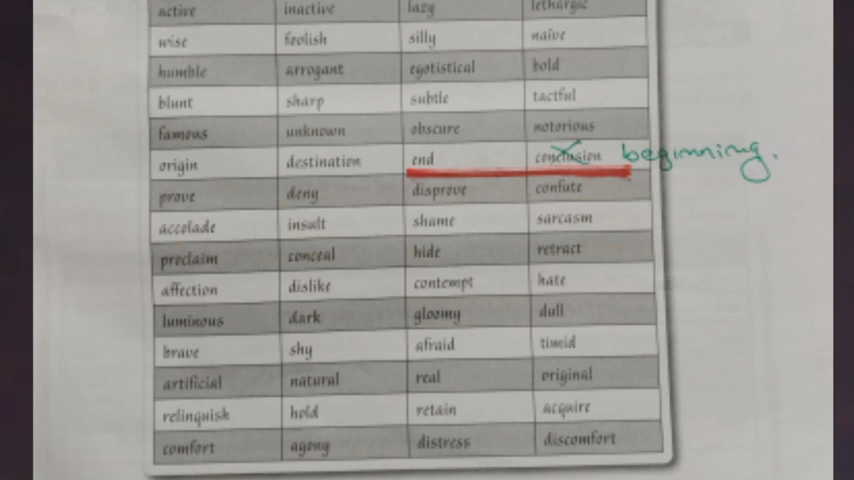 active inactive lazy lethargic
wise foolish silly naïve
humble arrogant egotistical bold
blunt sharp subtle tactful
famous unknown obscure notorious
origin destination end conclusion beginning.
prove deny disprove confute
accolade insult shame sarcasm
proclaim conceal hide retract
affection dislike contempt hate
luminous dark gloomy dull
brave shy afraid timid
artificial natural real original
relinquish hold retain acquire
comfort agony distress discomfort